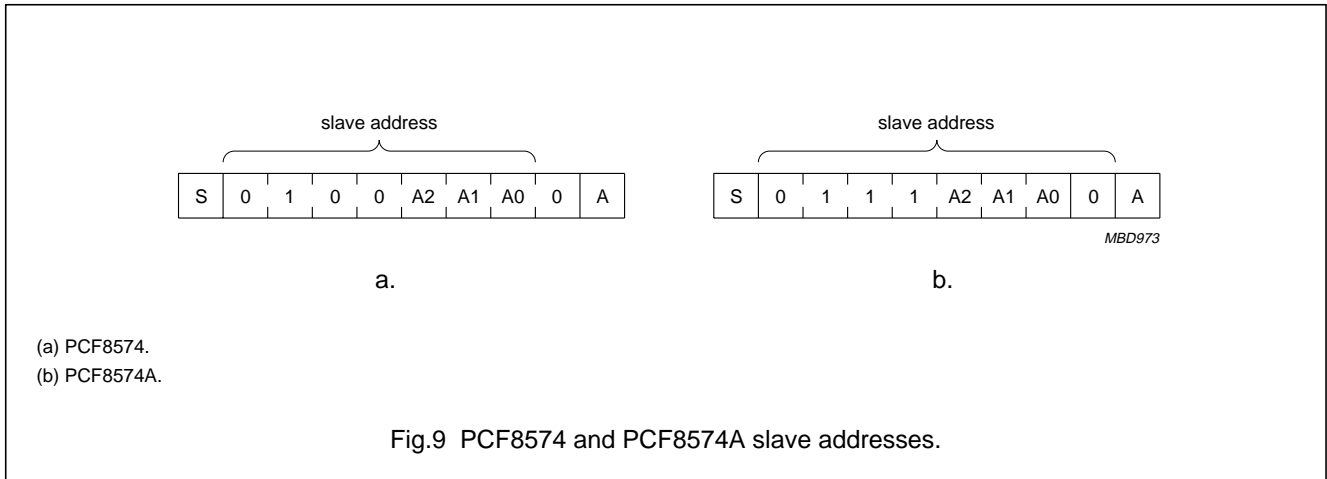 slave address
S 0 1 0 0 A2 A1 A0 0 A
a.
slave address
S 0 1 1 1 A2 A1 A0 0 A
MBD973
b.
(a) PCF8574.
(b) PCF8574A.
Fig.9 PCF8574 and PCF8574A slave addresses.